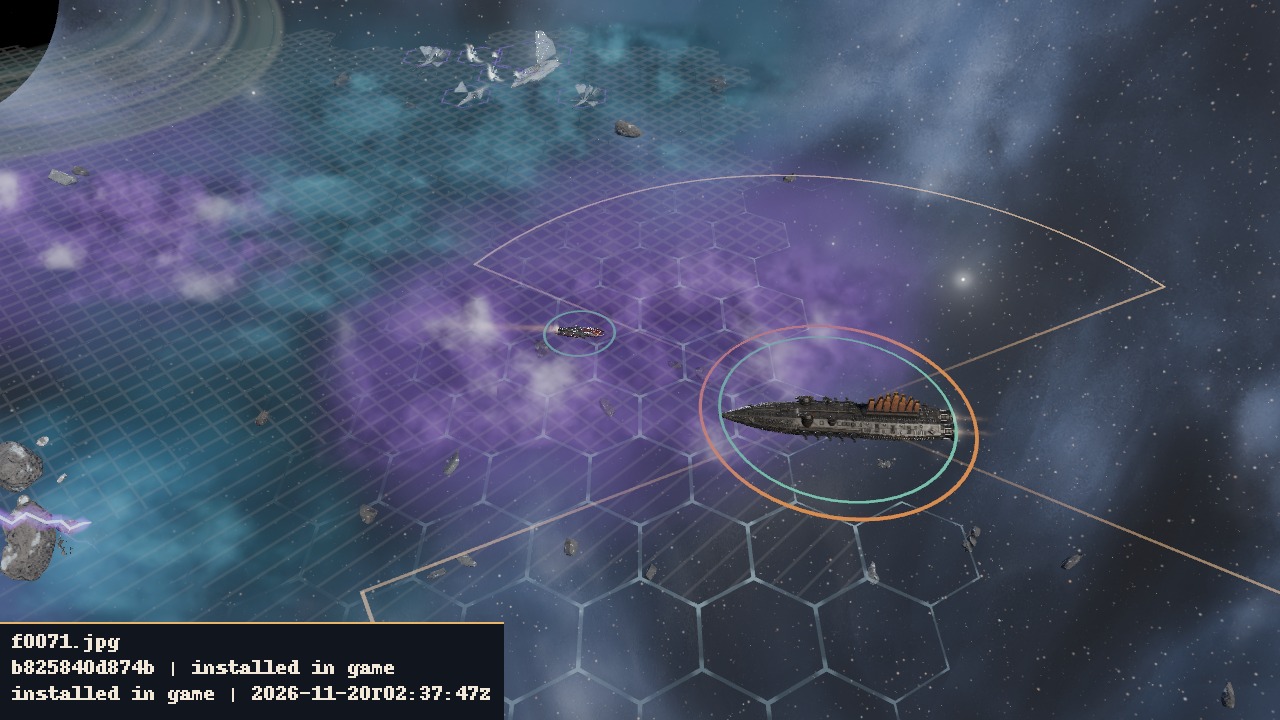 f0071.jpg
b825840d874b | installed in game
installed in game | 2026-11-20T02:37:47Z